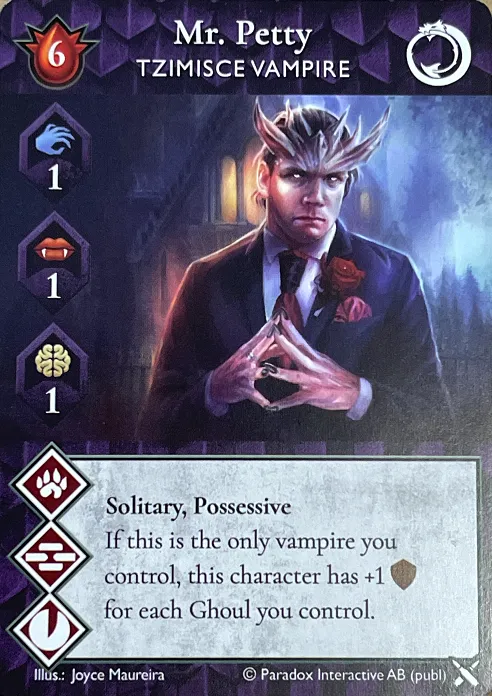 6
Mr. Petty
TZIMISCE VAMPIRE
1
1
1
Solitary, Possessive
If this is the only vampire you
control, this character has +1
for each Ghoul you control.
Illus.: Joyce Maureira
© Paradox Interactive AB (publ)